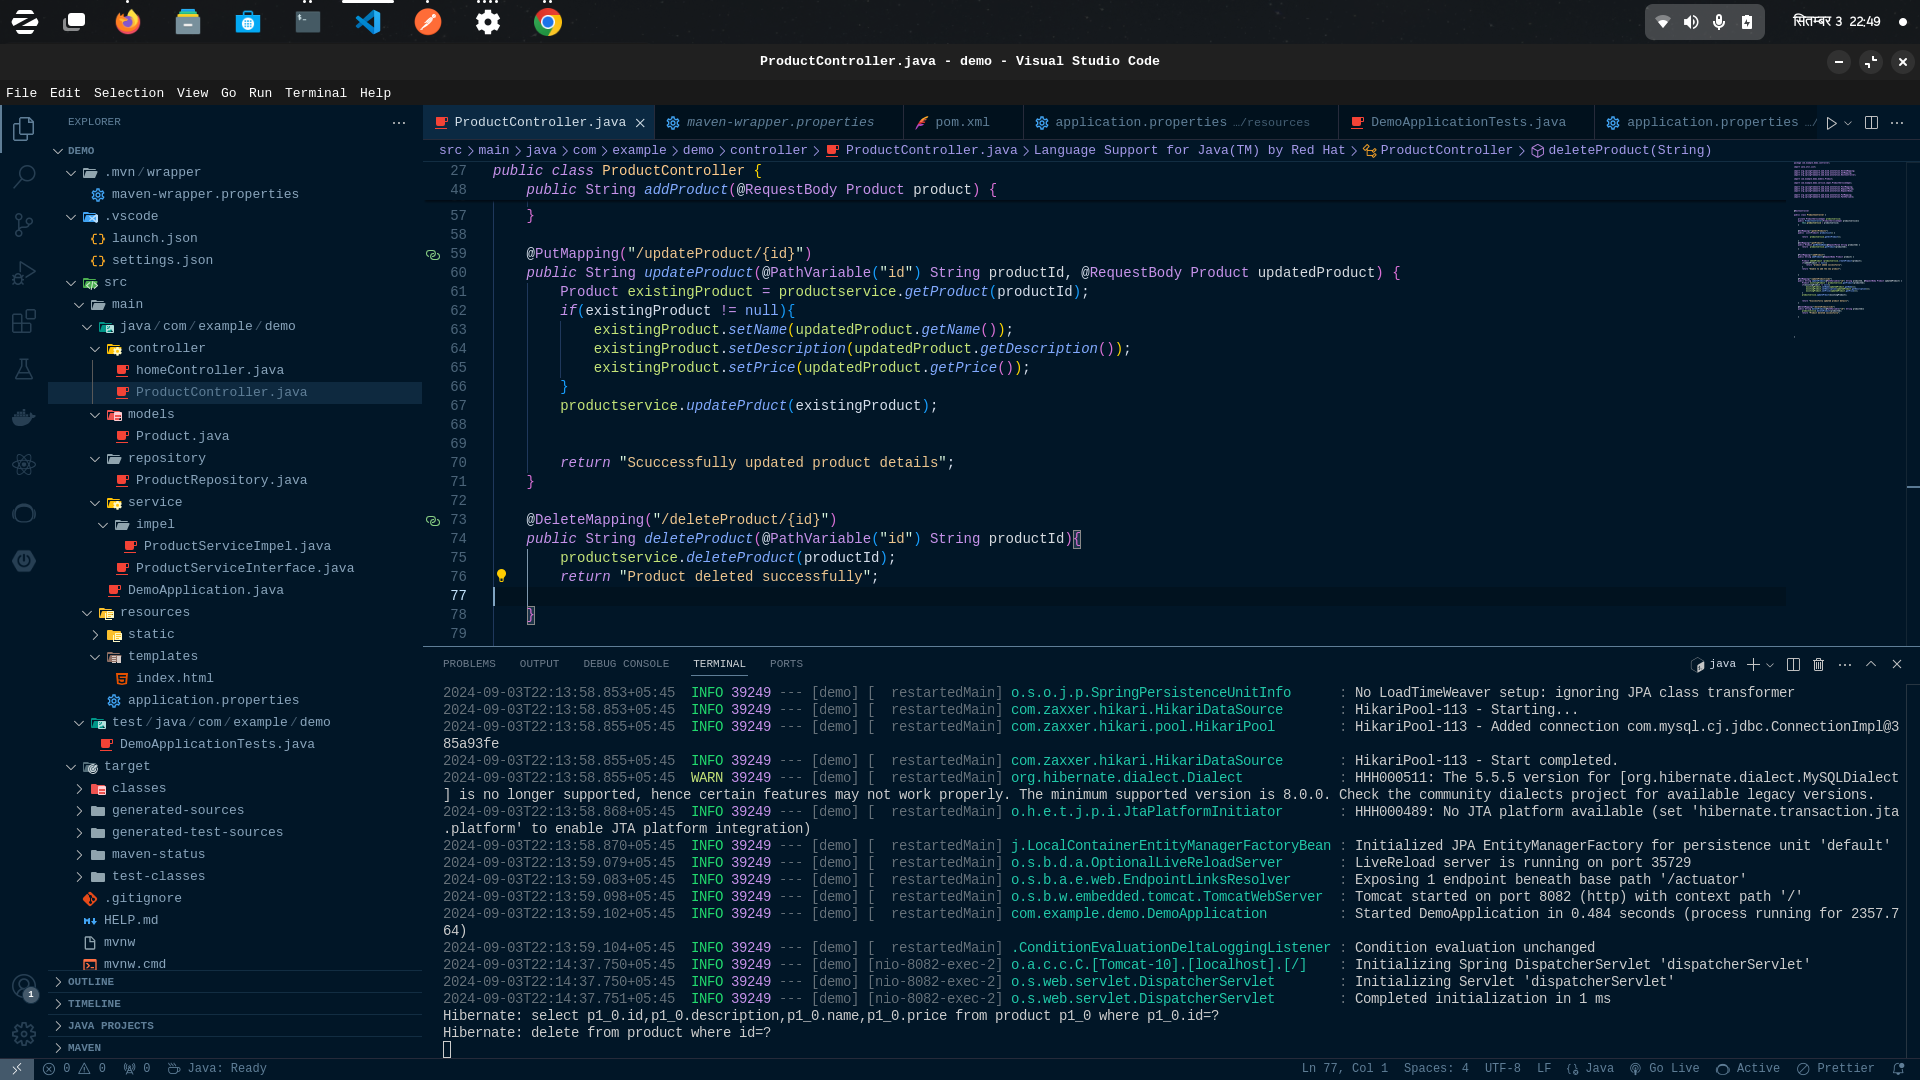 सितम्बर 3 22:49
ProductController.java - demo - Visual Studio Code
File Edit Selection View Go Run Terminal Help
EXPLORER
DEMO
.mvn / wrapper
maven-wrapper.properties
.vscode
launch.json
settings.json
src
main
java / com / example / demo
controller
homeController.java
ProductController.java
models
Product.java
repository
ProductRepository.java
service
impel
ProductServiceImpel.java
ProductServiceInterface.java
DemoApplication.java
resources
static
templates
index.html
application.properties
test / java / com / example / demo
DemoApplicationTests.java
target
classes
generated-sources
generated-test-sources
maven-status
test-classes
.gitignore
HELP.md
mvnw
mvnw.cmd
OUTLINE
TIMELINE
JAVA PROJECTS
MAVEN
1
ProductController.java maven-wrapper.properties pom.xml application.properties …/resources DemoApplicationTests.java application.properties …/
src > main > java > com > example > demo > controller > ProductController.java > Language Support for Java(TM) by Red Hat > ProductController > deleteProduct(String)
27 public class ProductController {
48 public String addProduct(@RequestBody Product product) {
57 }
58
59 @PutMapping("/updateProduct/{id}")
60 public String updateProduct(@PathVariable("id") String productId, @RequestBody Product updatedProduct) {
61 Product existingProduct = productservice.getProduct(productId);
62 if(existingProduct != null){
63 existingProduct.setName(updatedProduct.getName());
64 existingProduct.setDescription(updatedProduct.getDescription());
65 existingProduct.setPrice(updatedProduct.getPrice());
66 }
67 productservice.updatePrduct(existingProduct);
68
69
70 return "Scuccessfully updated product details";
71 }
72
73 @DeleteMapping("/deleteProduct/{id}")
74 public String deleteProduct(@PathVariable("id") String productId){
75 productservice.deleteProduct(productId);
76 return "Product deleted successfully";
77
78 }
79
PROBLEMS OUTPUT DEBUG CONSOLE TERMINAL PORTS java
2024-09-03T22:13:58.853+05:45 INFO 39249 --- [demo] [ restartedMain] o.s.o.j.p.SpringPersistenceUnitInfo : No LoadTimeWeaver setup: ignoring JPA class transformer
2024-09-03T22:13:58.853+05:45 INFO 39249 --- [demo] [ restartedMain] com.zaxxer.hikari.HikariDataSource : HikariPool-113 - Starting...
2024-09-03T22:13:58.855+05:45 INFO 39249 --- [demo] [ restartedMain] com.zaxxer.hikari.pool.HikariPool : HikariPool-113 - Added connection com.mysql.cj.jdbc.ConnectionImpl@3
85a93fe
2024-09-03T22:13:58.855+05:45 INFO 39249 --- [demo] [ restartedMain] com.zaxxer.hikari.HikariDataSource : HikariPool-113 - Start completed.
2024-09-03T22:13:58.855+05:45 WARN 39249 --- [demo] [ restartedMain] org.hibernate.dialect.Dialect : HHH000511: The 5.5.5 version for [org.hibernate.dialect.MySQLDialect
] is no longer supported, hence certain features may not work properly. The minimum supported version is 8.0.0. Check the community dialects project for available legacy versions.
2024-09-03T22:13:58.868+05:45 INFO 39249 --- [demo] [ restartedMain] o.h.e.t.j.p.i.JtaPlatformInitiator : HHH000489: No JTA platform available (set 'hibernate.transaction.jta
.platform' to enable JTA platform integration)
2024-09-03T22:13:58.870+05:45 INFO 39249 --- [demo] [ restartedMain] j.LocalContainerEntityManagerFactoryBean : Initialized JPA EntityManagerFactory for persistence unit 'default'
2024-09-03T22:13:59.079+05:45 INFO 39249 --- [demo] [ restartedMain] o.s.b.d.a.OptionalLiveReloadServer : LiveReload server is running on port 35729
2024-09-03T22:13:59.083+05:45 INFO 39249 --- [demo] [ restartedMain] o.s.b.a.e.web.EndpointLinksResolver : Exposing 1 endpoint beneath base path '/actuator'
2024-09-03T22:13:59.098+05:45 INFO 39249 --- [demo] [ restartedMain] o.s.b.w.embedded.tomcat.TomcatWebServer : Tomcat started on port 8082 (http) with context path '/'
2024-09-03T22:13:59.102+05:45 INFO 39249 --- [demo] [ restartedMain] com.example.demo.DemoApplication : Started DemoApplication in 0.484 seconds (process running for 2357.7
64)
2024-09-03T22:13:59.104+05:45 INFO 39249 --- [demo] [ restartedMain] .ConditionEvaluationDeltaLoggingListener : Condition evaluation unchanged
2024-09-03T22:14:37.750+05:45 INFO 39249 --- [demo] [nio-8082-exec-2] o.a.c.c.C.[Tomcat-10].[localhost].[/] : Initializing Spring DispatcherServlet 'dispatcherServlet'
2024-09-03T22:14:37.750+05:45 INFO 39249 --- [demo] [nio-8082-exec-2] o.s.web.servlet.DispatcherServlet : Initializing Servlet 'dispatcherServlet'
2024-09-03T22:14:37.751+05:45 INFO 39249 --- [demo] [nio-8082-exec-2] o.s.web.servlet.DispatcherServlet : Completed initialization in 1 ms
Hibernate: select p1_0.id,p1_0.description,p1_0.name,p1_0.price from product p1_0 where p1_0.id=?
Hibernate: delete from product where id=?
0 0 0 Java: Ready Ln 77, Col 1 Spaces: 4 UTF-8 LF Java Go Live Active Prettier